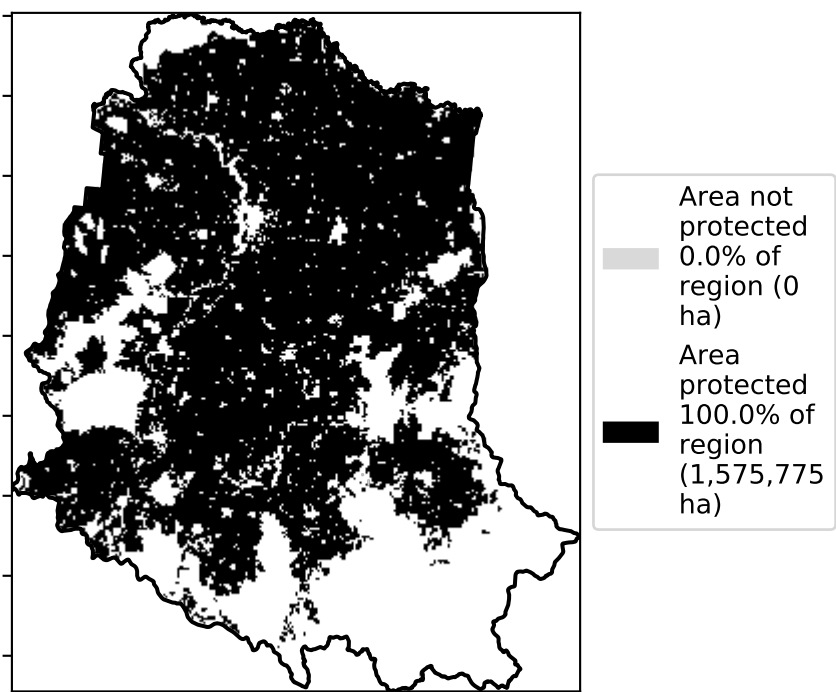 Area not
protected
0.0% of
region (0
ha)
Area
protected
100.0% of
region
(1,575,775
ha)